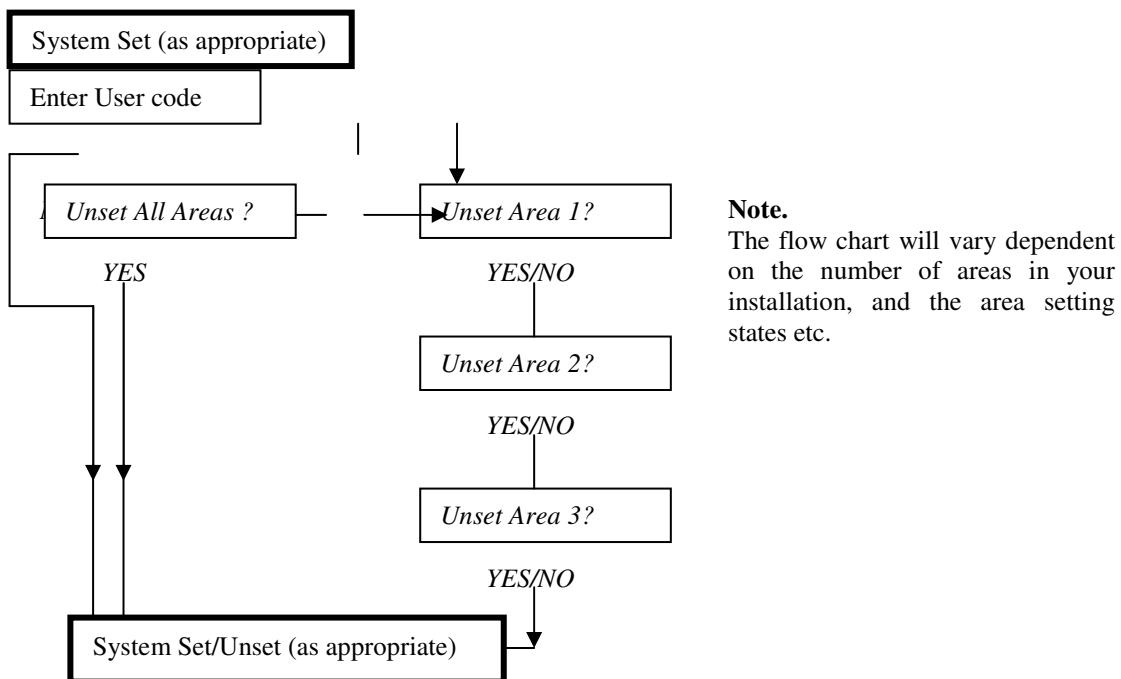 System Set (as appropriate)
Enter User code
Unset All Areas ?
Unset Area 1?
YES
YES/NO
Unset Area 2?
YES/NO
Unset Area 3?
YES/NO
System Set/Unset (as appropriate)
Note.
The flow chart will vary dependent
on the number of areas in your
installation, and the area setting
states etc.